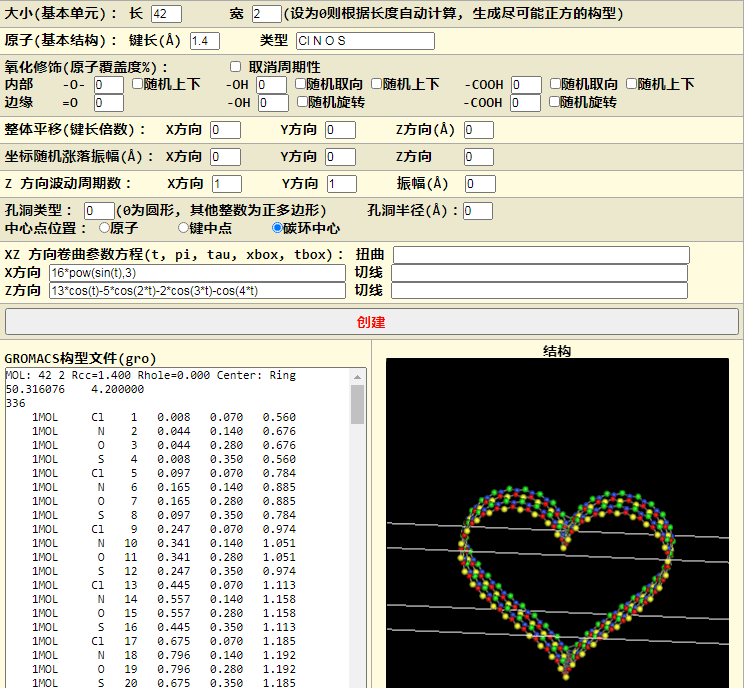 大小(基本单元): 长 42 宽 2 (设为0则根据长度自动计算, 生成尽可能正方的构型)
原子(基本结构): 键长(Å) 1.4 类型 Cl N O S
氧化修饰(原子覆盖度%): 取消周期性
内部 -O- 0 随机上下 -OH 0 随机取向 随机上下 -COOH 0 随机取向 随机上下
边缘 =O 0 -OH 0 随机旋转 -COOH 0 随机旋转
整体平移(键长倍数): X方向 0 Y方向 0 Z方向(Å) 0
坐标随机涨落振幅(Å): X方向 0 Y方向 0 Z方向 0
Z 方向波动周期数: X方向 1 Y方向 1 振幅(Å) 0
孔洞类型: 0 (0为圆形, 其他整数为正多边形) 孔洞半径(Å): 0
中心点位置: 原子 键中点 碳环中心
XZ 方向卷曲参数方程(t, pi, tau, xbox, tbox): 扭曲
X方向 16*pow(sin(t),3) 切线
Z方向 13*cos(t)-5*cos(2*t)-2*cos(3*t)-cos(4*t) 切线
创建
GROMACS构型文件(gro)
MOL: 42 2 Rcc=1.400 Rhole=0.000 Center: Ring
50.316076 4.200000
336
1MOL Cl 1 0.008 0.070 0.560
1MOL N 2 0.044 0.140 0.676
1MOL O 3 0.044 0.280 0.676
1MOL S 4 0.008 0.350 0.560
1MOL Cl 5 0.097 0.070 0.784
1MOL N 6 0.165 0.140 0.885
1MOL O 7 0.165 0.280 0.885
1MOL S 8 0.097 0.350 0.784
1MOL Cl 9 0.247 0.070 0.974
1MOL N 10 0.341 0.140 1.051
1MOL O 11 0.341 0.280 1.051
1MOL S 12 0.247 0.350 0.974
1MOL Cl 13 0.445 0.070 1.113
1MOL N 14 0.557 0.140 1.158
1MOL O 15 0.557 0.280 1.158
1MOL S 16 0.445 0.350 1.113
1MOL Cl 17 0.675 0.070 1.185
1MOL N 18 0.796 0.140 1.192
1MOL O 19 0.796 0.280 1.192
1MOL S 20 0.675 0.350 1.185
结构